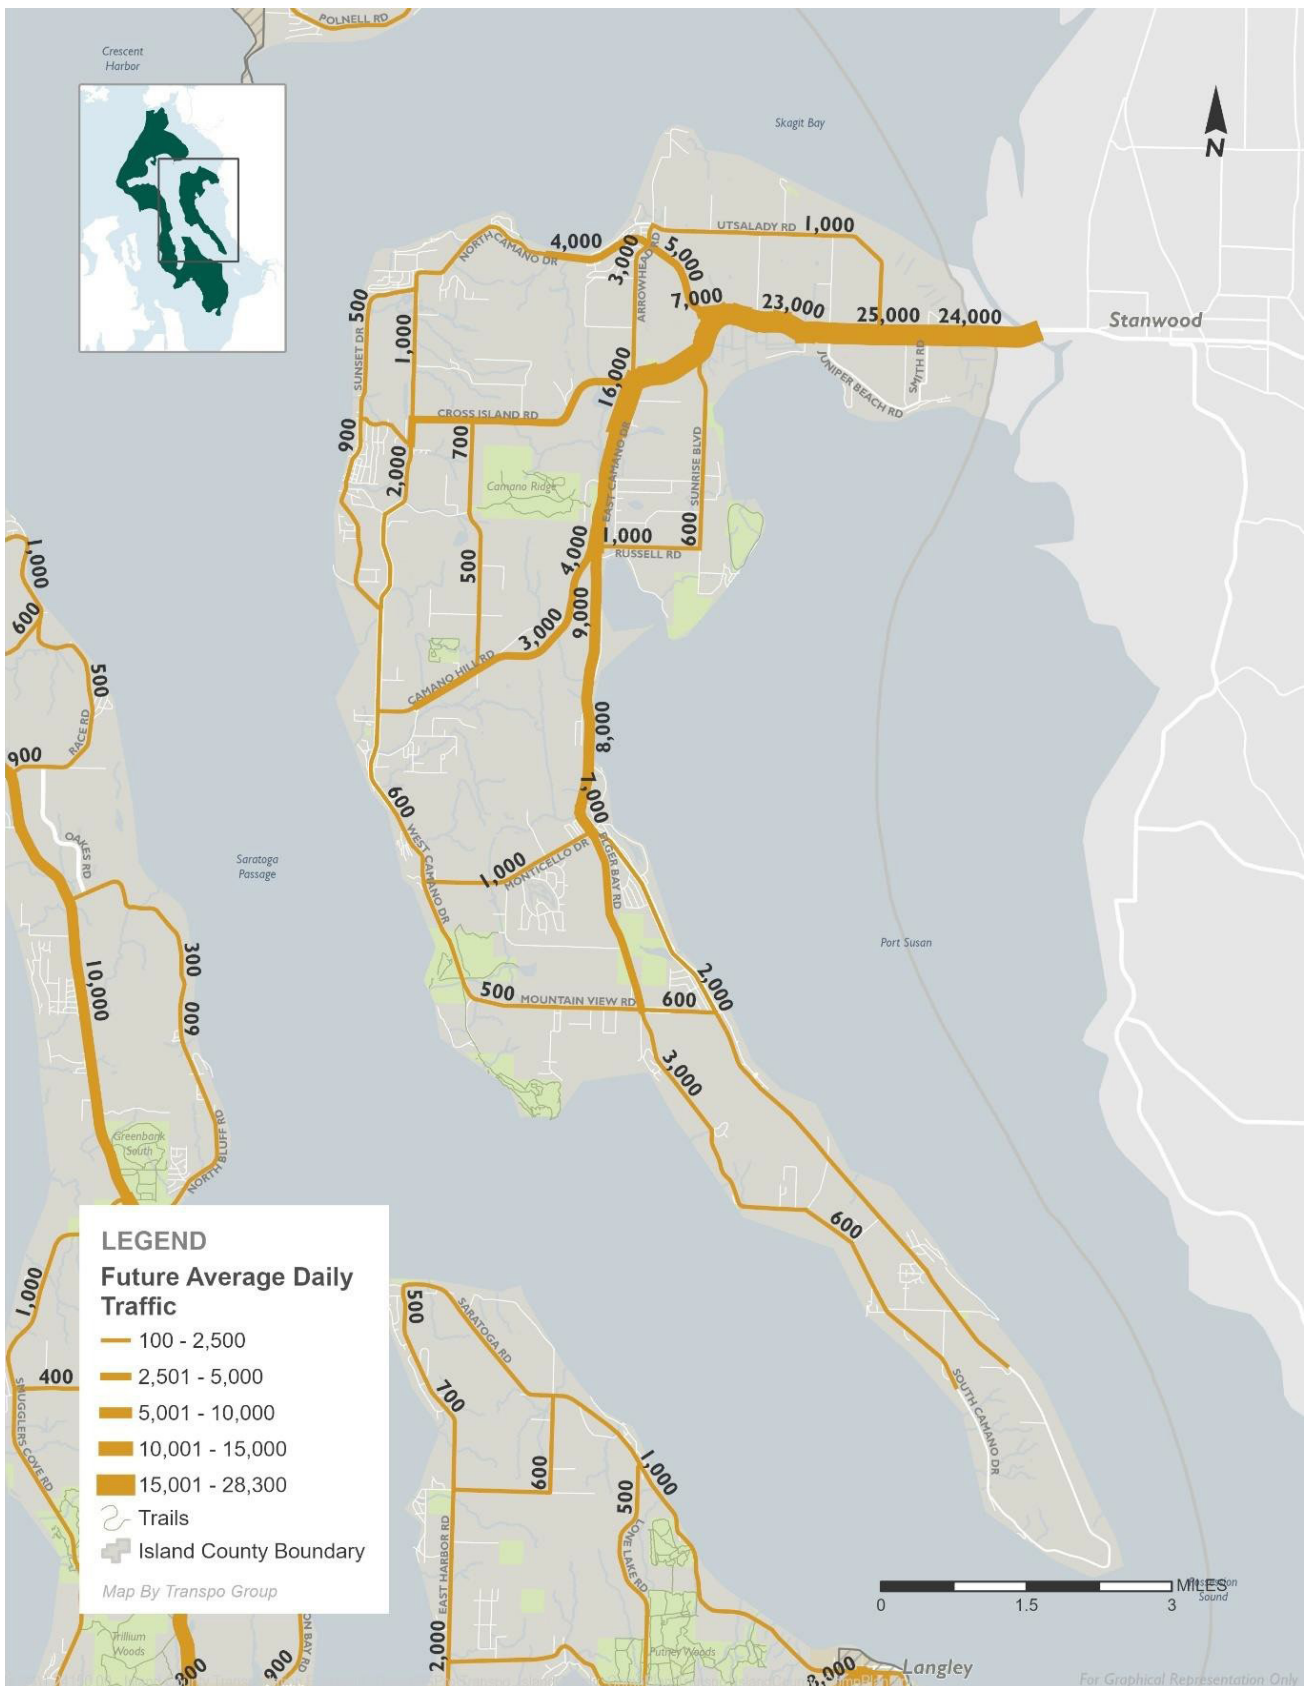 POLNELL RD
Crescent
Harbor
Skagit Bay
N
UTSALADY RD
1,000
NORTH CAMANO DR
4,000
3,000
ARROWHEAD RD
5,000
7,000
23,000
25,000
24,000
Stanwood
500
SUNSET DR
1,000
16,000
JUNIPER BEACH RD
SMITH RD
CROSS ISLAND RD
900
2,000
700
Camano Ridge
EAST CAMANO DR
SUNRISE BLVD
1,000
600
RUSSELL RD
4,000
500
9,000
3,000
CAMANO HILL RD
1,000
600
500
RACE RD
900
8,000
7,000
600
WEST CAMANO DR
1,000
MONTICELLO DR
ELGER BAY RD
OAKES RD
Saratoga
Passage
Port Susan
300
10,000
600
500
MOUNTAIN VIEW RD
600
2,000
3,000
Greenbank
South
NORTH BLUFF RD
600
LEGEND
Future Average Daily
Traffic
100 - 2,500
2,501 - 5,000
5,001 - 10,000
10,001 - 15,000
15,001 - 28,300
Trails
Island County Boundary
Map By Transpo Group
1,000
400
SMUGGLERS COVE RD
500
SARATOGA RD
700
600
1,000
500
LONE LAKE RD
EAST HARBOR RD
2,000
SOUTH CAMANO DR
MILES
0 1.5 3
Possession
Sound
Trillium
Woods
900
ON BAY RD
Putney Woods
Langley
For Graphical Representation Only